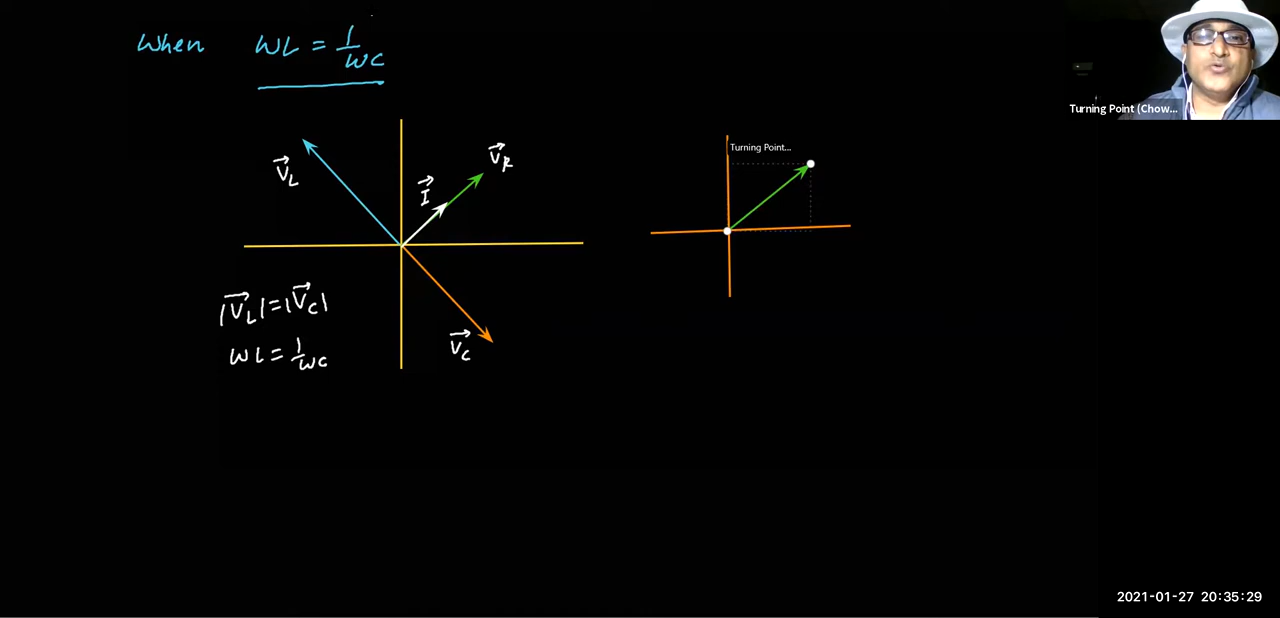 When ωL = 1/ωC
V⃗L
I⃗
V⃗R
|V⃗L| = |V⃗C|
ωL = 1/ωC
V⃗C
Turning Point...
Turning Point (Chow...
2021-01-27 20:35:29